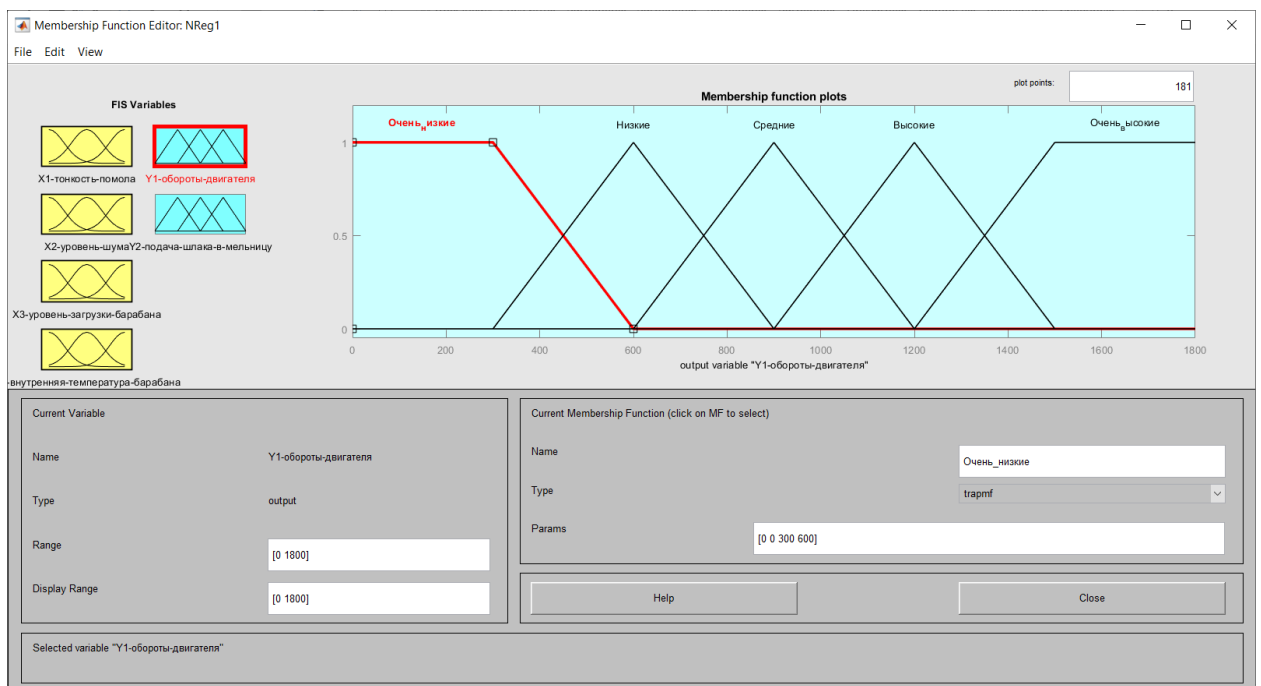 Membership Function Editor: NReg1
File Edit View
FIS Variables
X1-тонкость-помола
Y1-обороты-двигателя
X2-уровень-шума
Y2-подача-шлака-в-мельницу
X3-уровень-загрузки-барабана
-внутренняя-температура-барабана
plot points:
181
Membership function plots
Очень_низкие
Низкие
Средние
Высокие
Очень_высокие
1
0.5
0
0 200 400 600 800 1000 1200 1400 1600 1800
output variable "Y1-обороты-двигателя"
Current Variable
Name Y1-обороты-двигателя
Type output
Range [0 1800]
Display Range [0 1800]
Current Membership Function (click on MF to select)
Name Очень_низкие
Type trapmf
Params [0 0 300 600]
Help
Close
Selected variable "Y1-обороты-двигателя"